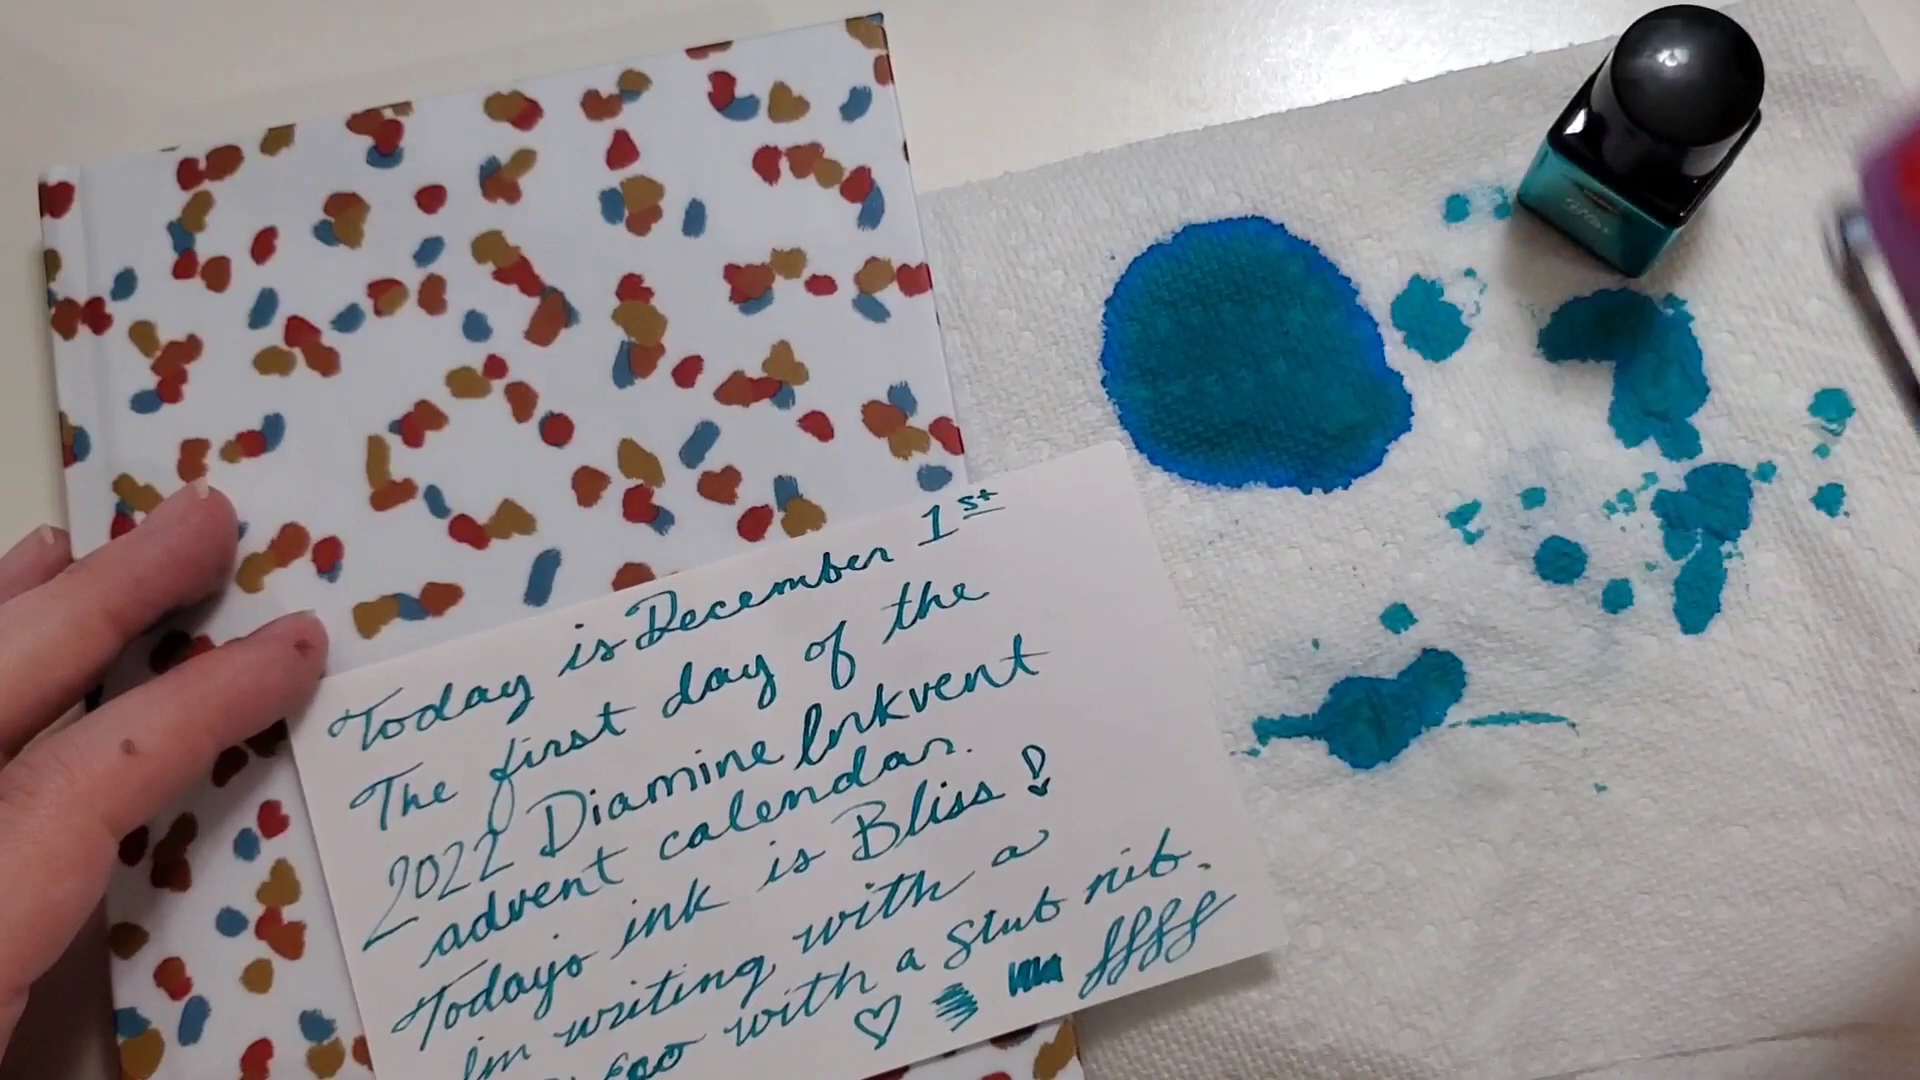 Today is December 1st
The first day of the
2022 Diamine Inkvent
advent calendar.
Todays ink is Bliss!
Im writing with a
Eco with a stub nib.